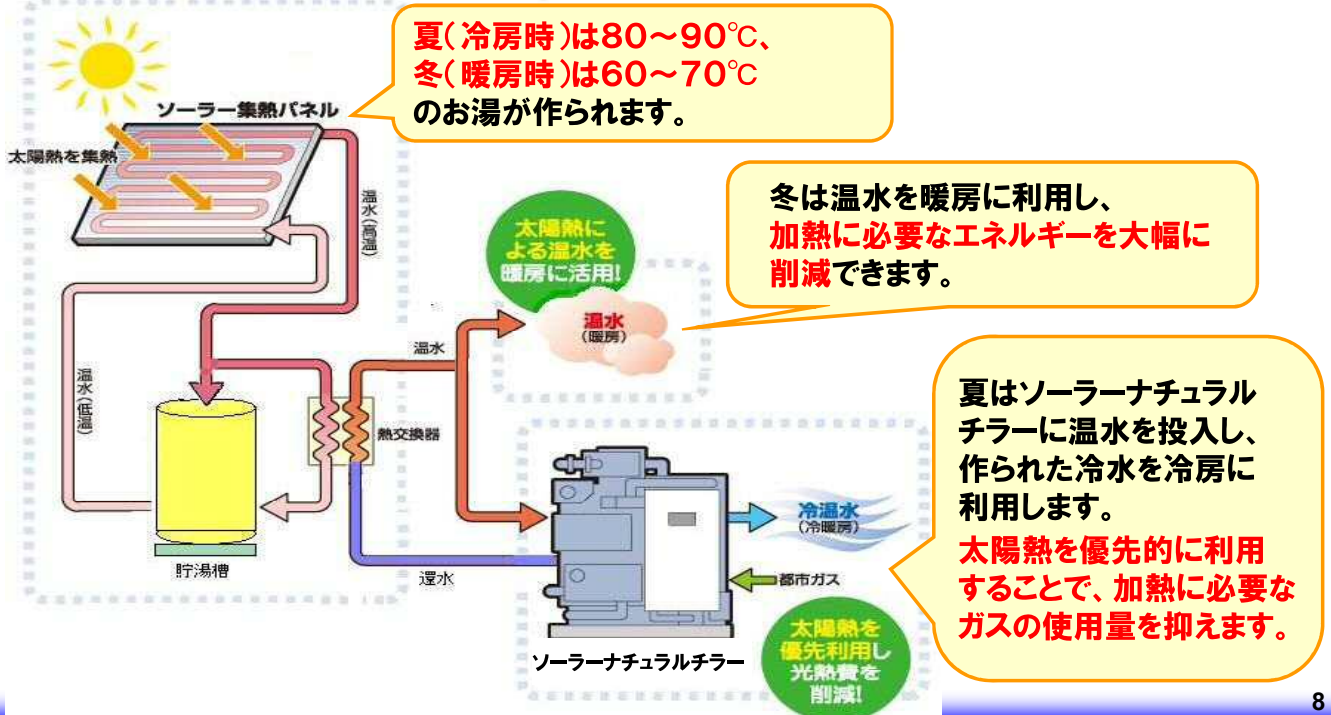 夏(冷房時)は80～90℃、
冬(暖房時)は60～70℃
のお湯が作られます。
ソーラー集熱パネル
太陽熱を集熱
温水(高温)
太陽熱に
よる温水を
暖房に活用!
冬は温水を暖房に利用し、
加熱に必要なエネルギーを大幅に
削減できます。
温水
(暖房)
温水
温水(低温)
熱交換器
貯湯槽
還水
夏はソーラーナチュラル
チラーに温水を投入し、
作られた冷水を冷房に
利用します。
太陽熱を優先的に利用
することで、加熱に必要な
ガスの使用量を抑えます。
冷温水
(冷暖房)
都市ガス
ソーラーナチュラルチラー
太陽熱を
優先利用し
光熱費を
削減!
8